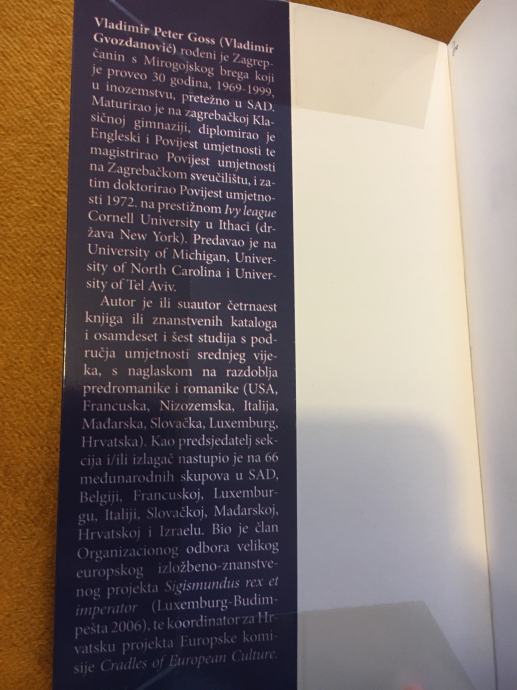 Vladimir Peter Goss (Vladimir
Gvozdanović) rođeni je Zagrep-
čanin s Mirogojskog brega koji
je proveo 30 godina, 1969-1999,
u inozemstvu, pretežno u SAD.
Maturirao je na zagrebačkoj Kla-
sičnoj gimnaziji, diplomirao je
Engleski i Povijest umjetnosti te
magistrirao Povijest umjetnosti
na Zagrebačkom sveučilištu, i za-
tim doktorirao Povijest umjetno-
sti 1972. na prestižnom Ivy league
Cornell University u Ithaci (dr-
žava New York). Predavao je na
University of Michigan, Univer-
sity of North Carolina i Univer-
sity of Tel Aviv.
Autor je ili suautor četrnaest
knjiga ili znanstvenih kataloga
i osamdeset i šest studija s pod-
ručja umjetnosti srednjeg vije-
ka, s naglaskom na razdoblja
predromanike i romanike (USA,
Francuska, Nizozemska, Italija,
Mađarska, Slovačka, Luxemburg,
Hrvatska). Kao predsjedatelj sek-
cija i/ili izlagač nastupio je na 66
međunarodnih skupova u SAD,
Belgiji, Francuskoj, Luxembur-
gu, Italiji, Slovačkoj, Mađarskoj,
Hrvatskoj i Izraelu. Bio je član
Organizacionog odbora velikog
europskog izložbeno-znanstve-
nog projekta Sigismundus rex et
imperator (Luxemburg-Budim-
pešta 2006), te koordinator za Hr-
vatsku projekta Europske komi-
sije Cradles of European Culture.